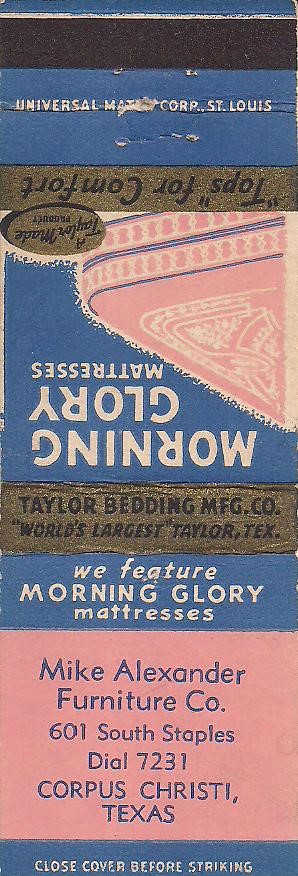 UNIVERSAL MATCH CORP., ST. LOUIS
"Tops" for Comfort
A
Taylor Made
PRODUCT
MORNING
GLORY
MATTRESSES
TAYLOR BEDDING MFG. CO.
"WORLD'S LARGEST" TAYLOR, TEX.
we feature
MORNING GLORY
mattresses
Mike Alexander
Furniture Co.
601 South Staples
Dial 7231
CORPUS CHRISTI,
TEXAS
CLOSE COVER BEFORE STRIKING